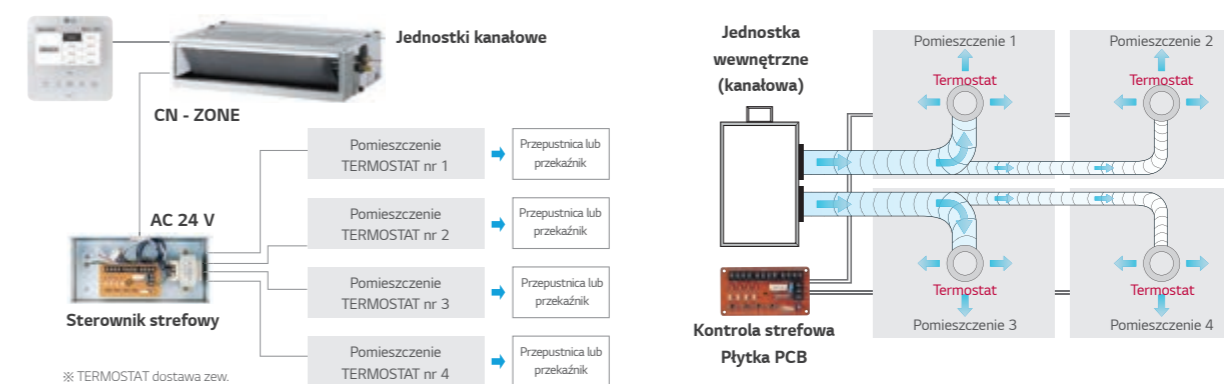 Jednostki kanałowe
CN - ZONE
AC 24 V
Sterownik strefowy
※ TERMOSTAT dostawa zew.
Pomieszczenie
TERMOSTAT nr 1
Przepustnica lub
przekaźnik
Pomieszczenie
TERMOSTAT nr 2
Przepustnica lub
przekaźnik
Pomieszczenie
TERMOSTAT nr 3
Przepustnica lub
przekaźnik
Pomieszczenie
TERMOSTAT nr 4
Przepustnica lub
przekaźnik
Jednostka
wewnętrzne
(kanałowa)
Pomieszczenie 1
Termostat
Pomieszczenie 2
Termostat
Termostat
Pomieszczenie 3
Termostat
Pomieszczenie 4
Kontrola strefowa
Płytka PCB